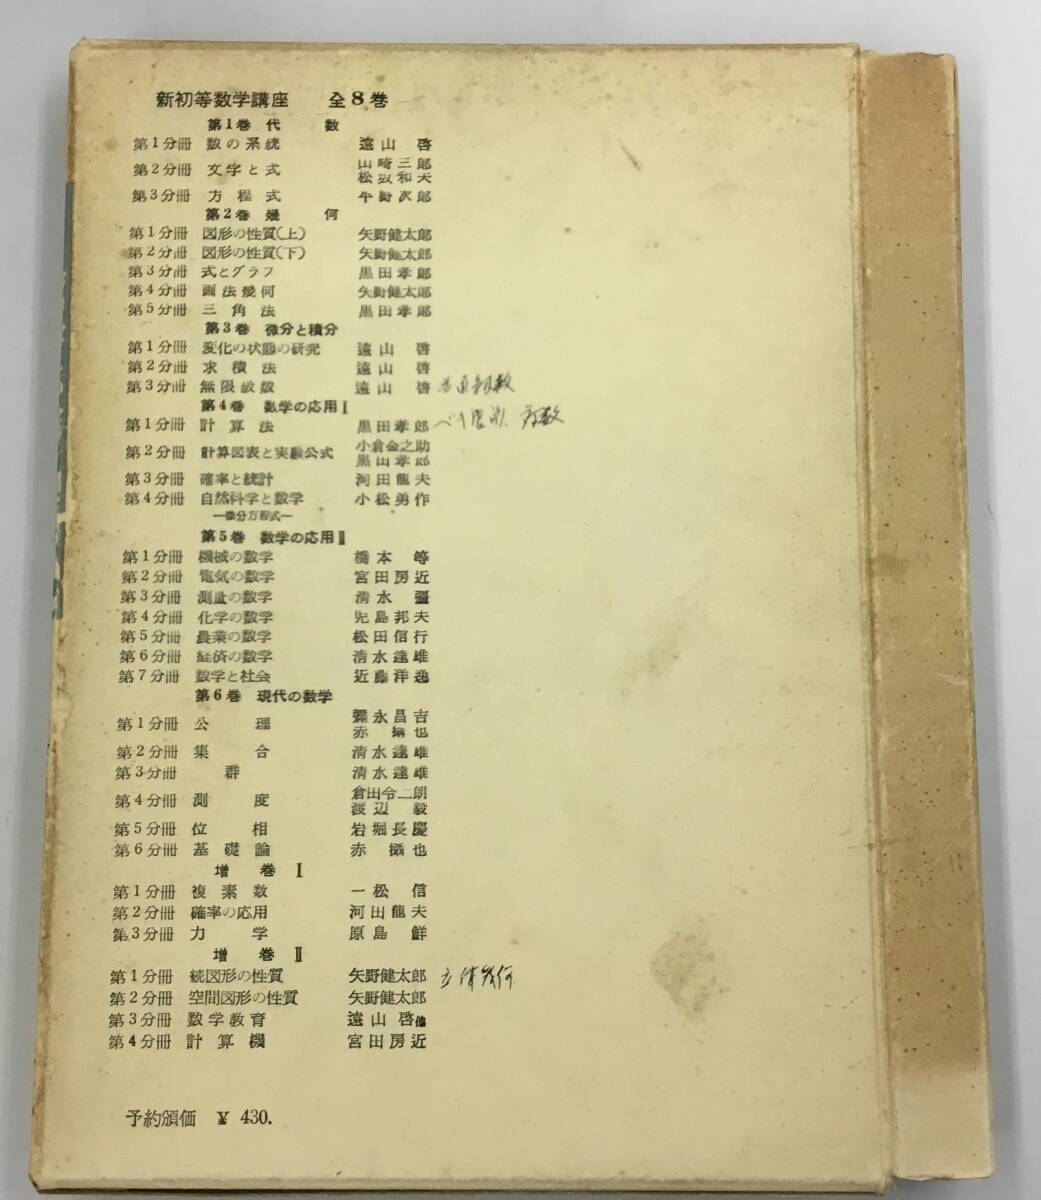 新初等数学講座 全8巻
第1巻 代数
第1分冊 数の系統 遠山啓
第2分冊 文字と式 山崎三郎 松坂和夫
第3分冊 方程式 平野次郎
第2巻 幾何
第1分冊 図形の性質(上) 矢野健太郎
第2分冊 図形の性質(下) 矢野健太郎
第3分冊 式とグラフ 黒田孝郎
第4分冊 画法幾何 矢野健太郎
第5分冊 三角法 黒田孝郎
第3巻 微分と積分
第1分冊 変化の状態の研究 遠山啓
第2分冊 求積法 遠山啓
第3分冊 無限級数 遠山啓
第4巻 数学の応用Ⅰ
第1分冊 計算法 黒田孝郎
第2分冊 計算図表と実験公式 小倉金之助 黒田孝郎
第3分冊 確率と統計 河田龍夫
第4分冊 自然科学と数学 小松勇作
―微分方程式―
第5巻 数学の応用Ⅱ
第1分冊 機械の数学 橋本等
第2分冊 電気の数学 宮田房近
第3分冊 測量の数学 清水彊
第4分冊 化学の数学 児島邦夫
第5分冊 農業の数学 松田信行
第6分冊 経済の数学 清水達雄
第7分冊 数学と社会 近藤洋逸
第6巻 現代の数学
第1分冊 公理 彌永昌吉 赤攝也
第2分冊 集合 清水達雄
第3分冊 群 清水達雄
第4分冊 測度 倉田令二朗 渡辺毅
第5分冊 位相 岩堀長慶
第6分冊 基礎論 赤攝也
増巻Ⅰ
第1分冊 複素数 一松信
第2分冊 確率の応用 河田龍夫
第3分冊 力学 原島鮮
増巻Ⅱ
第1分冊 続図形の性質 矢野健太郎 立体幾何
第2分冊 空間図形の性質 矢野健太郎
第3分冊 数学教育 遠山啓他
第4分冊 計算機 宮田房近
予約頒価 ¥ 430.